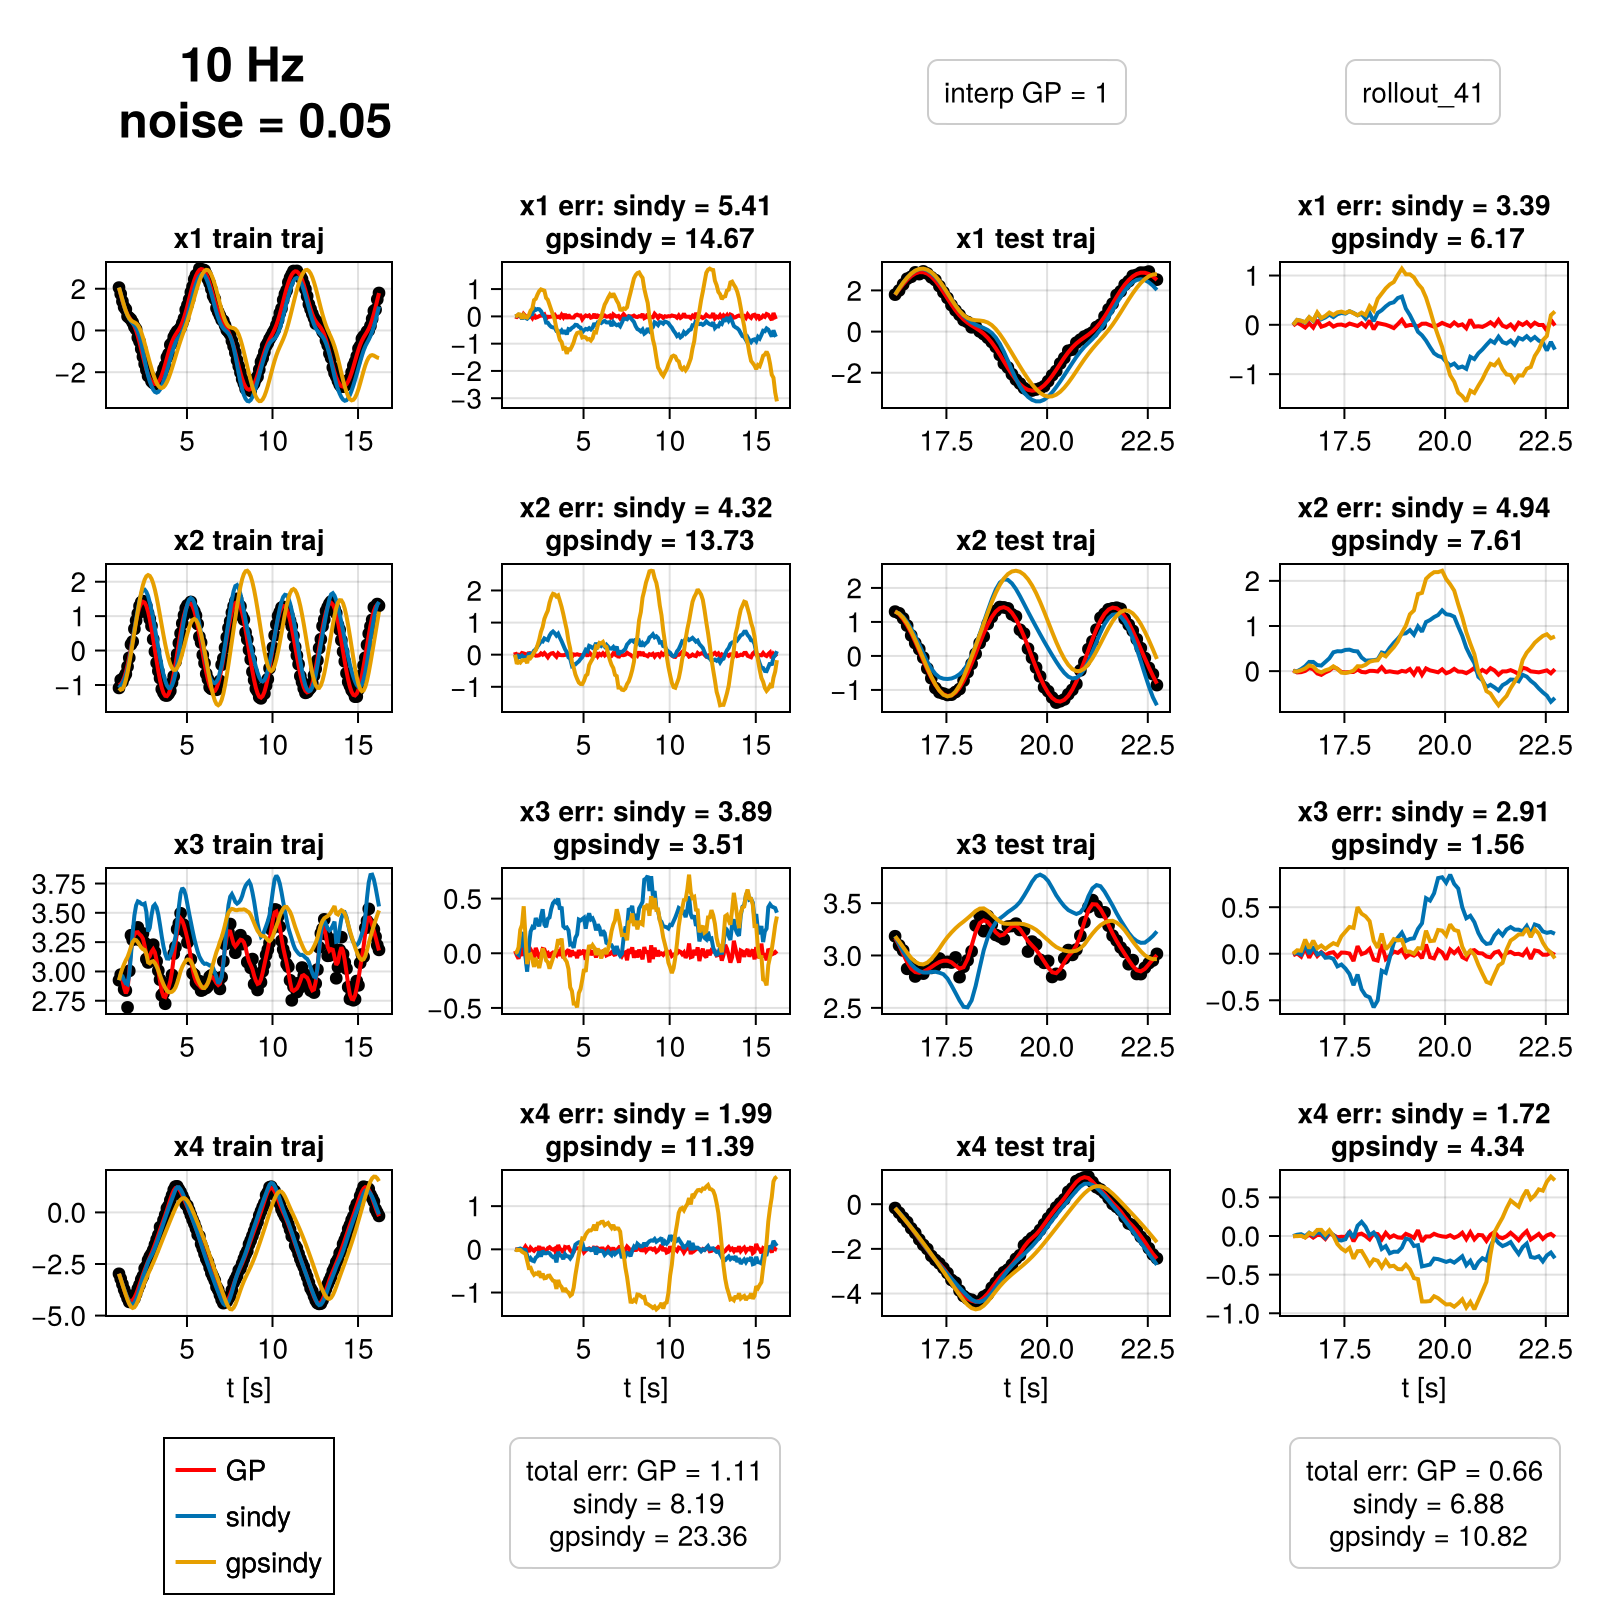 10 Hz
noise = 0.05
interp GP = 1
rollout_41
x1 train traj
x1 err: sindy = 5.41
gpsindy = 14.67
x1 test traj
x1 err: sindy = 3.39
gpsindy = 6.17
2
0
−2
5
10
15
1
0
−1
−2
−3
5
10
15
2
0
−2
17.5
20.0
22.5
1
0
−1
17.5
20.0
22.5
x2 train traj
x2 err: sindy = 4.32
gpsindy = 13.73
x2 test traj
x2 err: sindy = 4.94
gpsindy = 7.61
2
1
0
−1
5
10
15
2
1
0
−1
5
10
15
2
1
0
−1
17.5
20.0
22.5
2
1
0
17.5
20.0
22.5
x3 train traj
x3 err: sindy = 3.89
gpsindy = 3.51
x3 test traj
x3 err: sindy = 2.91
gpsindy = 1.56
3.75
3.50
3.25
3.00
2.75
5
10
15
0.5
0.0
−0.5
5
10
15
3.5
3.0
2.5
17.5
20.0
22.5
0.5
0.0
−0.5
17.5
20.0
22.5
x4 train traj
x4 err: sindy = 1.99
gpsindy = 11.39
x4 test traj
x4 err: sindy = 1.72
gpsindy = 4.34
0.0
−2.5
−5.0
5
10
15
t [s]
1
0
−1
5
10
15
t [s]
0
−2
−4
17.5
20.0
22.5
t [s]
0.5
0.0
−0.5
−1.0
17.5
20.0
22.5
t [s]
GP
sindy
gpsindy
total err: GP = 1.11
sindy = 8.19
gpsindy = 23.36
total err: GP = 0.66
sindy = 6.88
gpsindy = 10.82